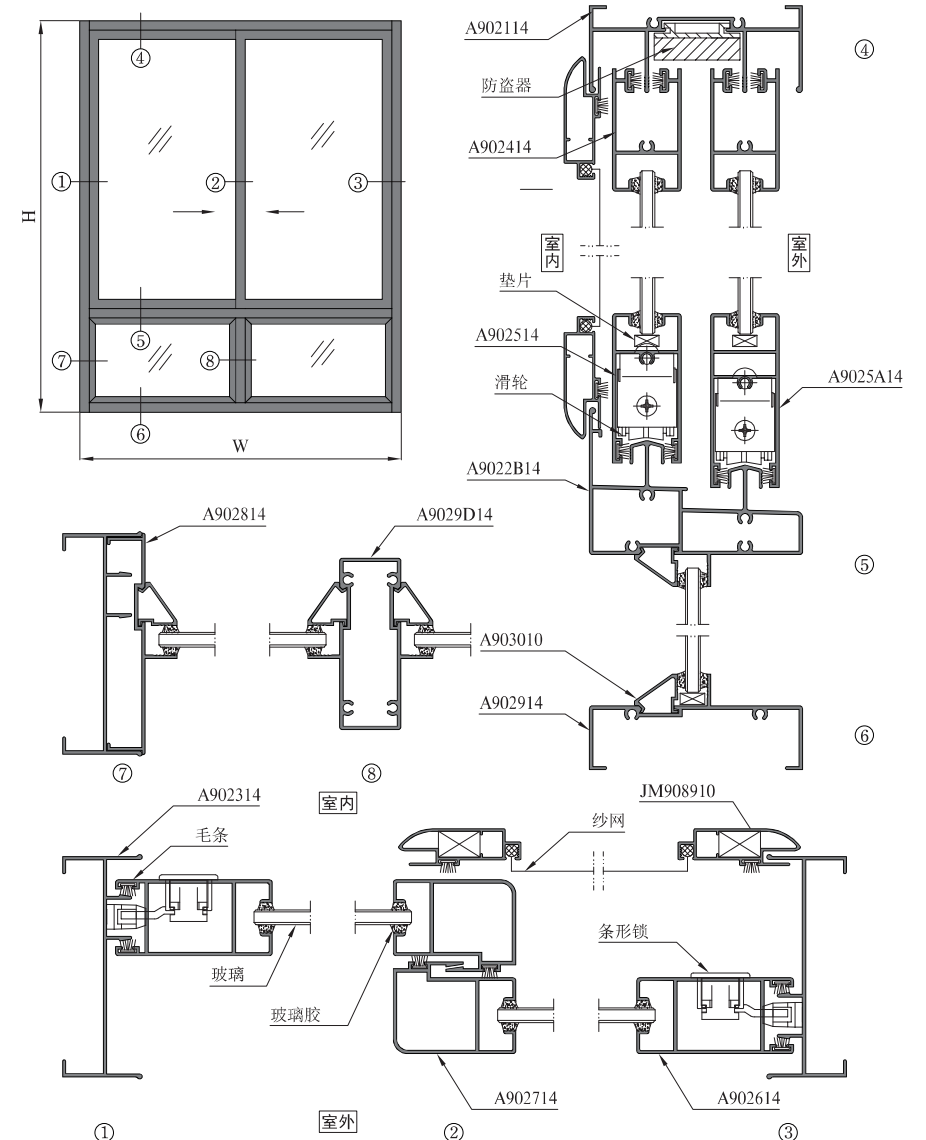 A902114
④
④
防盗器
A902414
①
②
③
H
室内
室外
垫片
⑤
A902514
⑦
⑧
滑轮
A9025A14
⑥
W
A9022B14
A902814
A9029D14
⑤
A903010
A902914
⑥
⑦
⑧
室内
A902314
JM908910
毛条
纱网
条形锁
玻璃
玻璃胶
A902714
A902614
室外
①
②
③